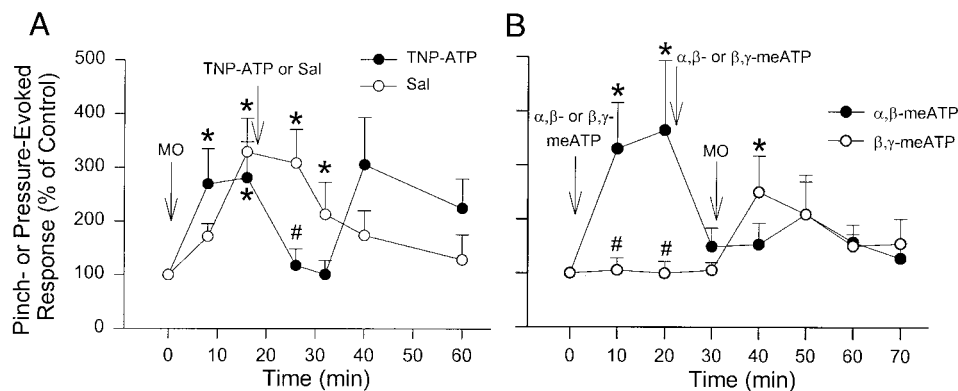 A
Pinch- or Pressure-Evoked
Response (% of Control)
500
400
300
200
100
0
MO
TNP-ATP or Sal
TNP-ATP
Sal
*
*
*
*
*
#
0
10
20
30
40
50
60
Time (min)
B
α,β- or β,γ-
meATP
α,β- or β,γ-meATP
MO
α,β-meATP
β,γ-meATP
*
*
*
#
#
0
10
20
30
40
50
60
70
Time (min)